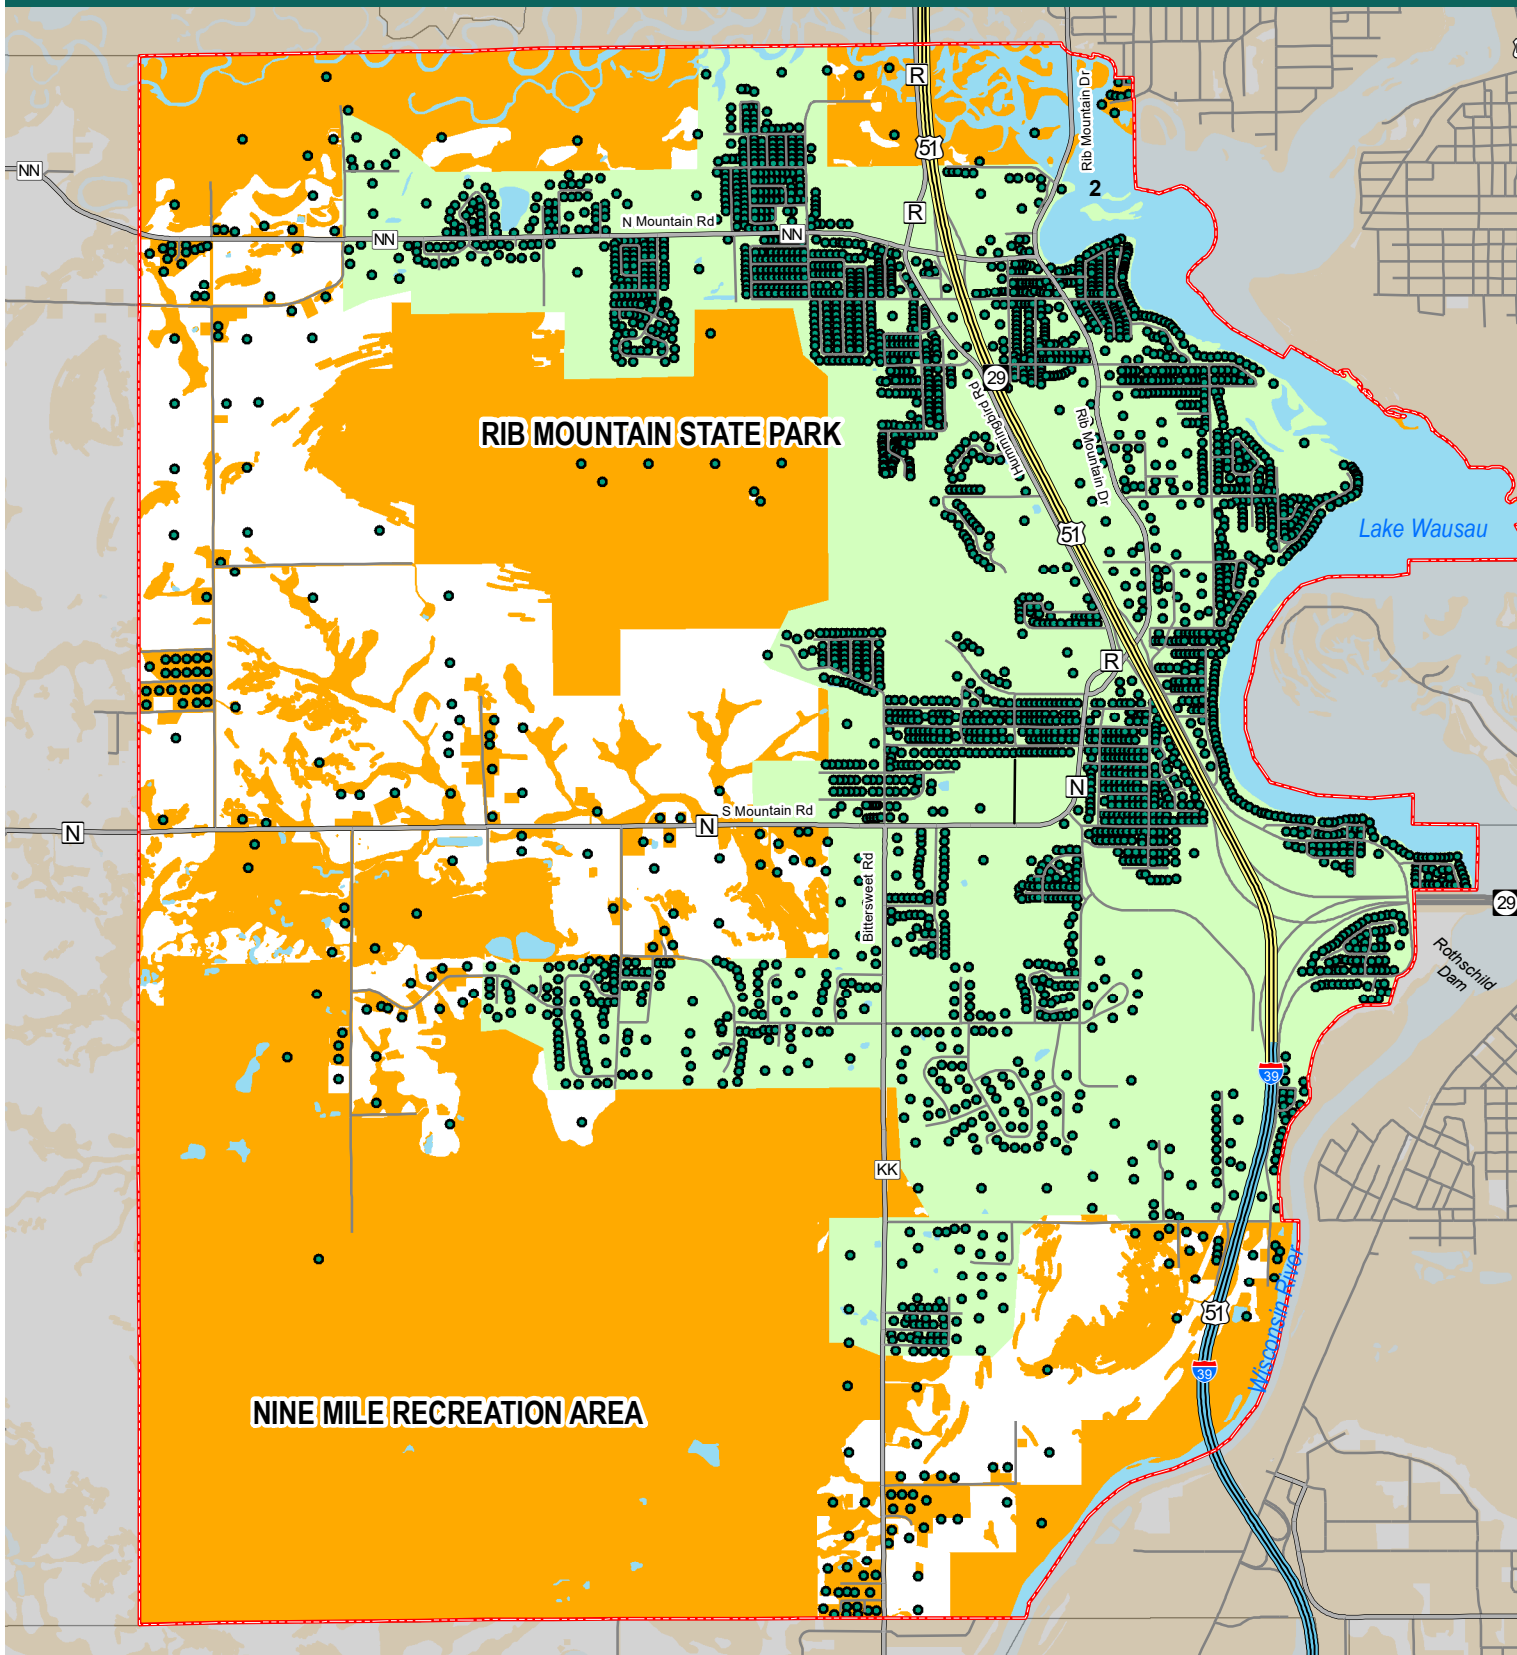 R
Rib Mountain Dr
51
NN
2
R
N Mountain Rd
NN
NN
29
Hummingbird Rd
Rib Mountain Dr
RIB MOUNTAIN STATE PARK
51
Lake Wausau
R
N
S Mountain Rd
N
N
Bittersweet Rd
29
Rothschild
Dam
39
KK
51
Wisconsin River
39
NINE MILE RECREATION AREA